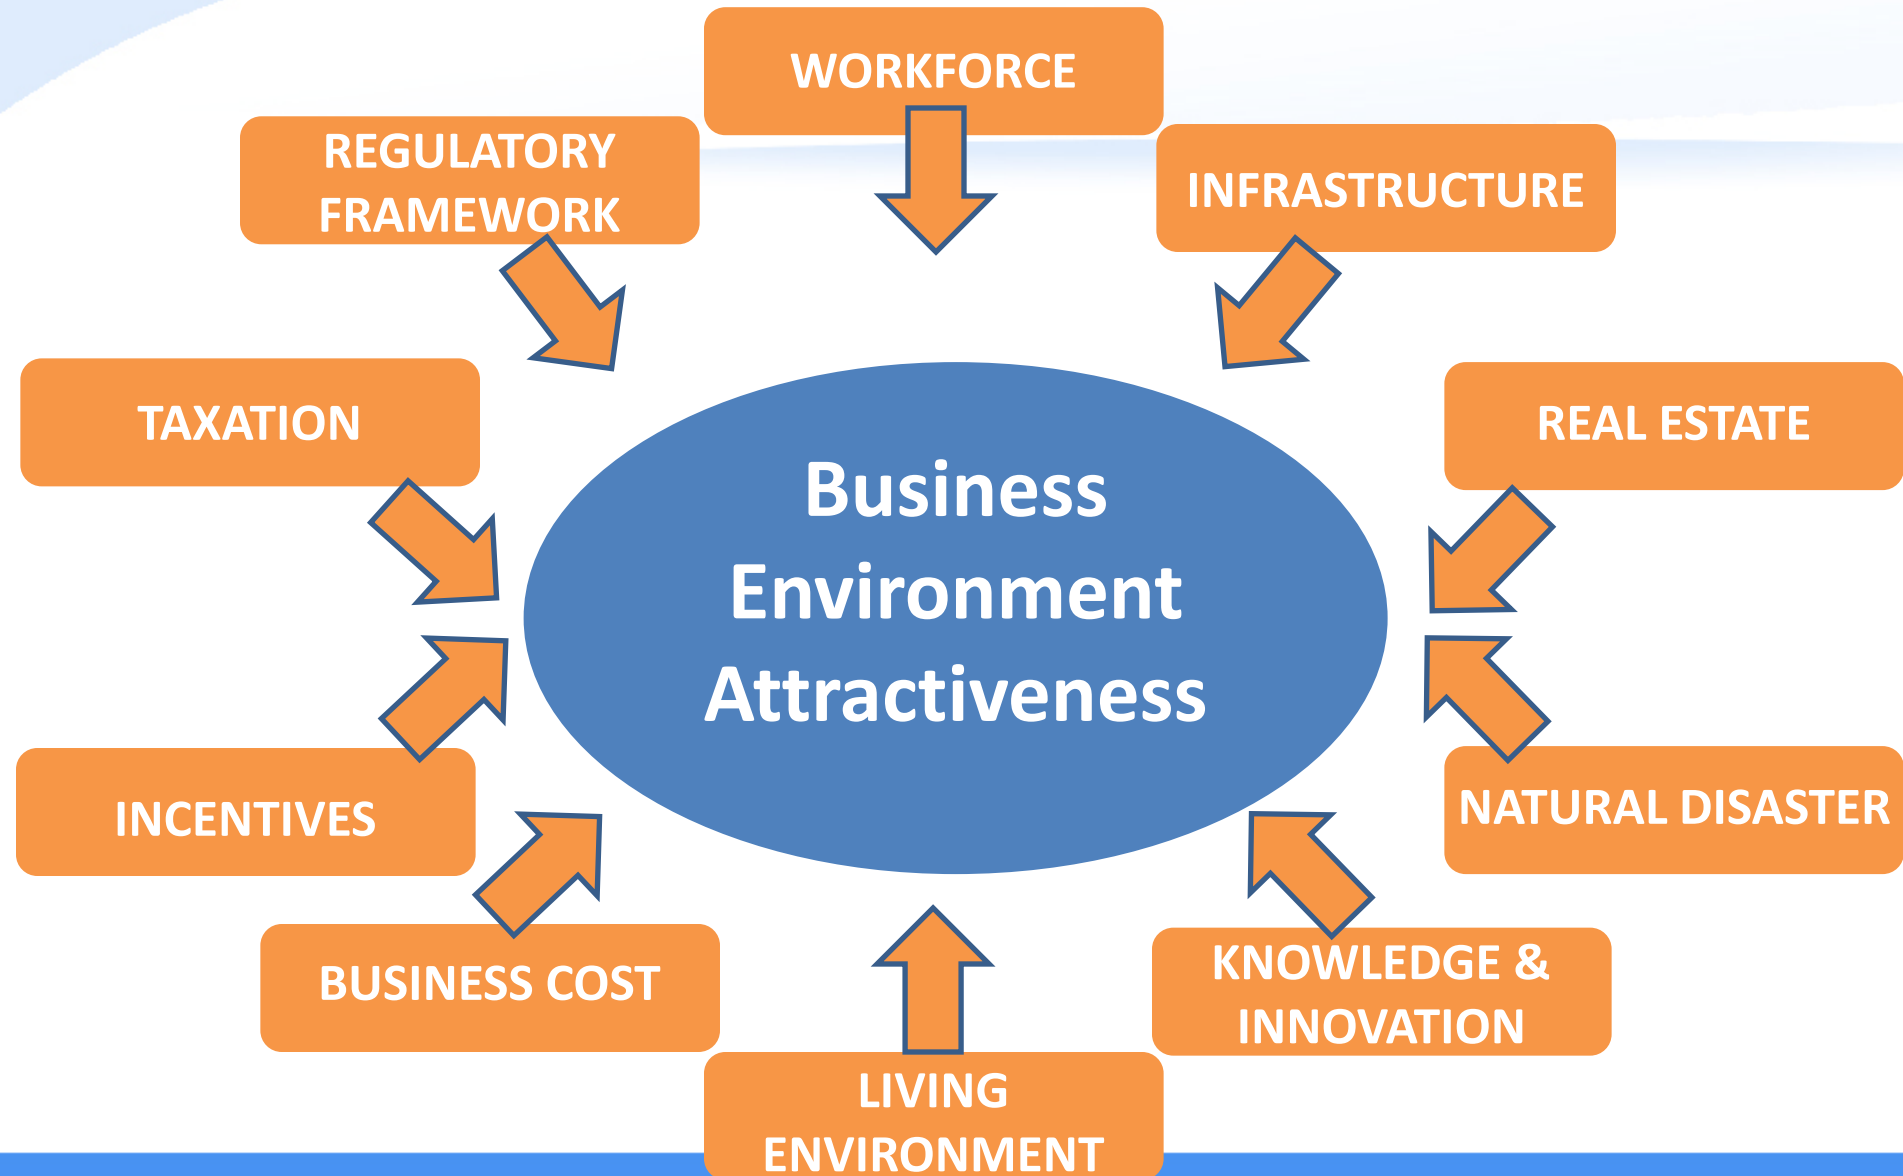 WORKFORCE
REGULATORY
FRAMEWORK
INFRASTRUCTURE
TAXATION
REAL ESTATE
Business
Environment
Attractiveness
INCENTIVES
NATURAL DISASTER
BUSINESS COST
KNOWLEDGE &
INNOVATION
LIVING
ENVIRONMENT